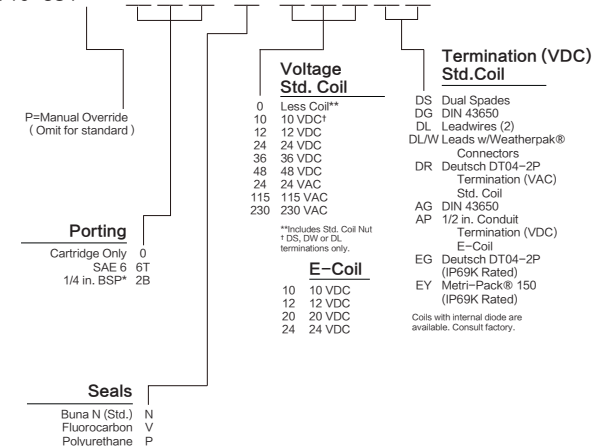 P=Manual Override
( Omit for standard )
Porting
Cartridge Only 0
SAE 6 6T
1/4 in. BSP* 2B
Seals
Buna N (Std.) N
Fluorocarbon V
Polyurethane P
Voltage
Std. Coil
0 Less Coil**
10 10 VDC†
12 12 VDC
24 24 VDC
36 36 VDC
48 48 VDC
24 24 VAC
115 115 VAC
230 230 VAC
**Includes Std. Coil Nut
† DS, DW or DL
terminations only.
E-Coil
10 10 VDC
12 12 VDC
20 20 VDC
24 24 VDC
Termination (VDC)
Std.Coil
DS Dual Spades
DG DIN 43650
DL Leadwires (2)
DL/W Leads w/Weatherpak®
Connectors
DR Deutsch DT04-2P
Termination (VAC)
Std. Coil
AG DIN 43650
AP 1/2 in. Conduit
Termination (VDC)
E-Coil
EG Deutsch DT04-2P
(IP69K Rated)
EY Metri-Pack® 150
(IP69K Rated)
Coils with internal diode are
available. Consult factory.